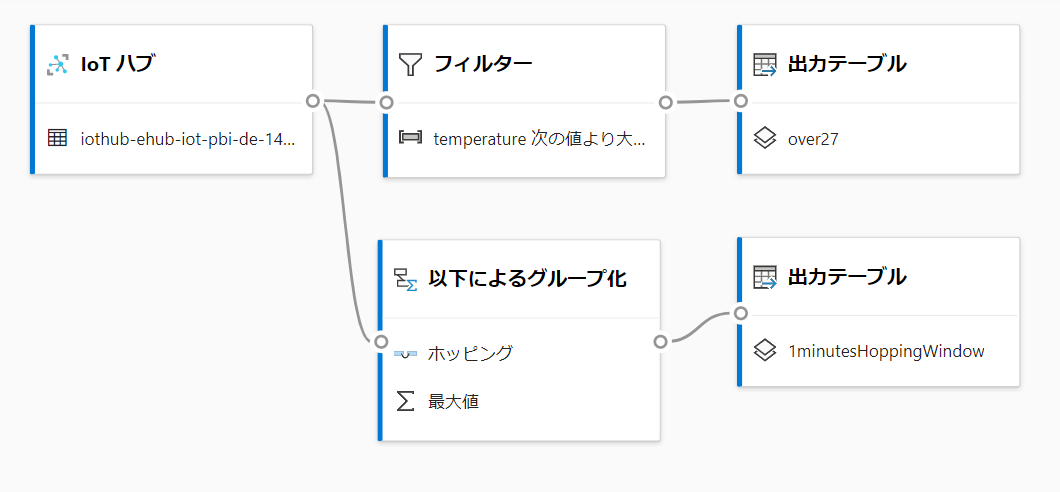 IoT ハブ
iothub-ehub-iot-pbi-de-14...
フィルター
temperature 次の値より大...
出力テーブル
over27
以下によるグループ化
ホッピング
最大値
出力テーブル
1minutesHoppingWindow